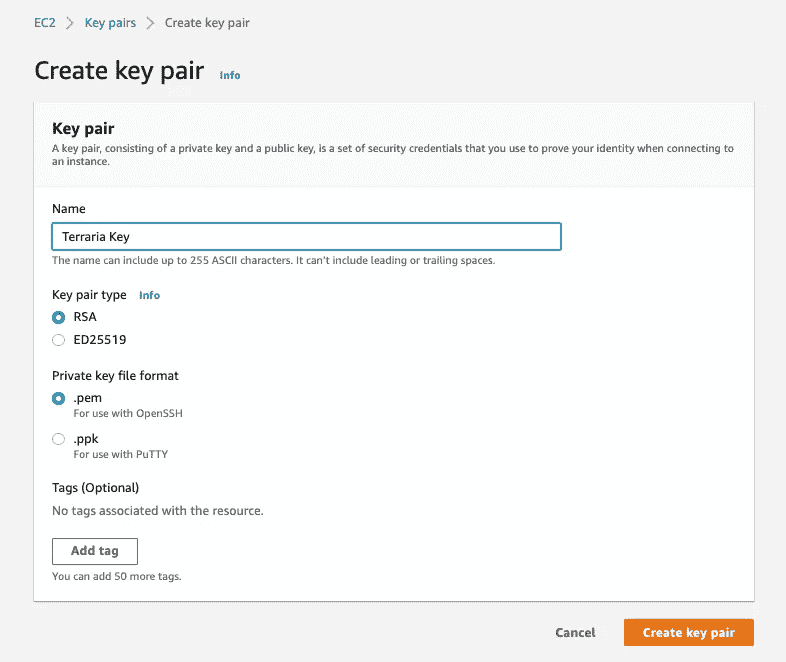 EC2 > Key pairs > Create key pair
Create key pair Info
Key pair
A key pair, consisting of a private key and a public key, is a set of security credentials that you use to prove your identity when connecting to
an instance.
Name
Terraria Key
The name can include up to 255 ASCII characters. It can't include leading or trailing spaces.
Key pair type Info
RSA
ED25519
Private key file format
.pem
For use with OpenSSH
.ppk
For use with PuTTY
Tags (Optional)
No tags associated with the resource.
Add tag
You can add 50 more tags.
Cancel Create key pair